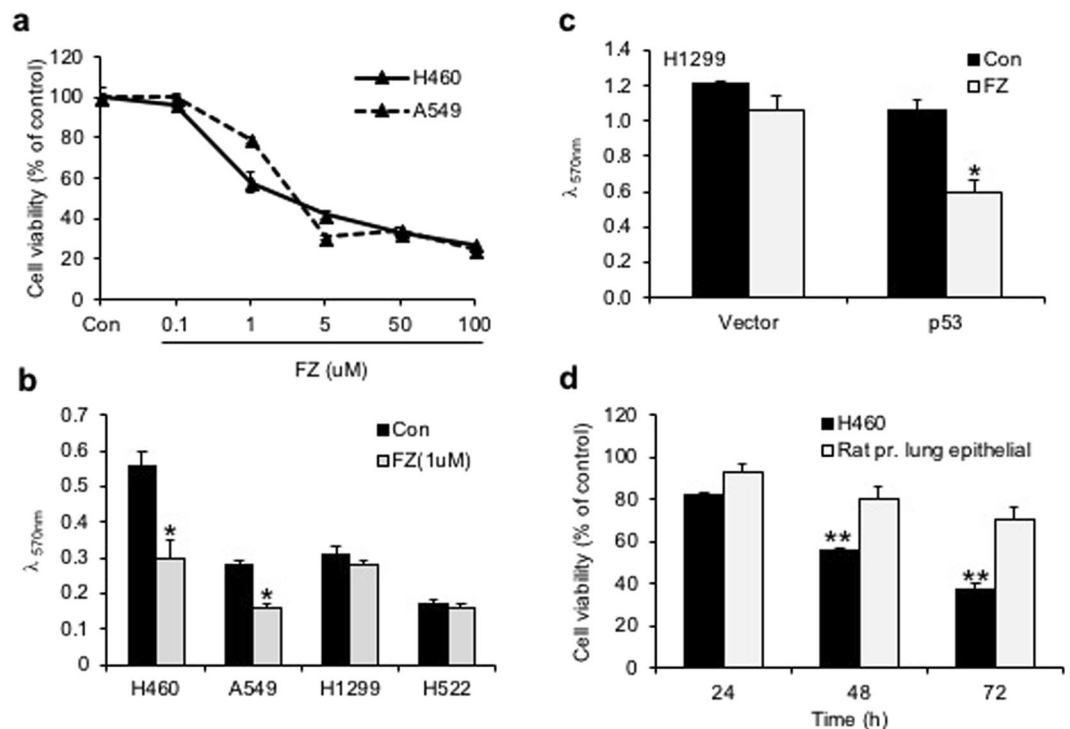 a
Cell viability (% of control)
120
100
80
60
40
20
0
H460
A549
Con 0.1 1 5 50 100
FZ (uM)
b
λ 570nm
0.7
0.6
0.5
0.4
0.3
0.2
0.1
0
Con
FZ(1uM)
*
*
H460 A549 H1299 H522
c
λ 570nm
1.4
1.2
1.0
0.8
0.6
0.4
0.2
0.0
H1299
Con
FZ
*
Vector p53
d
Cell viability (% of control)
120
100
80
60
40
20
0
H460
Rat pr. lung epithelial
**
**
24 48 72
Time (h)